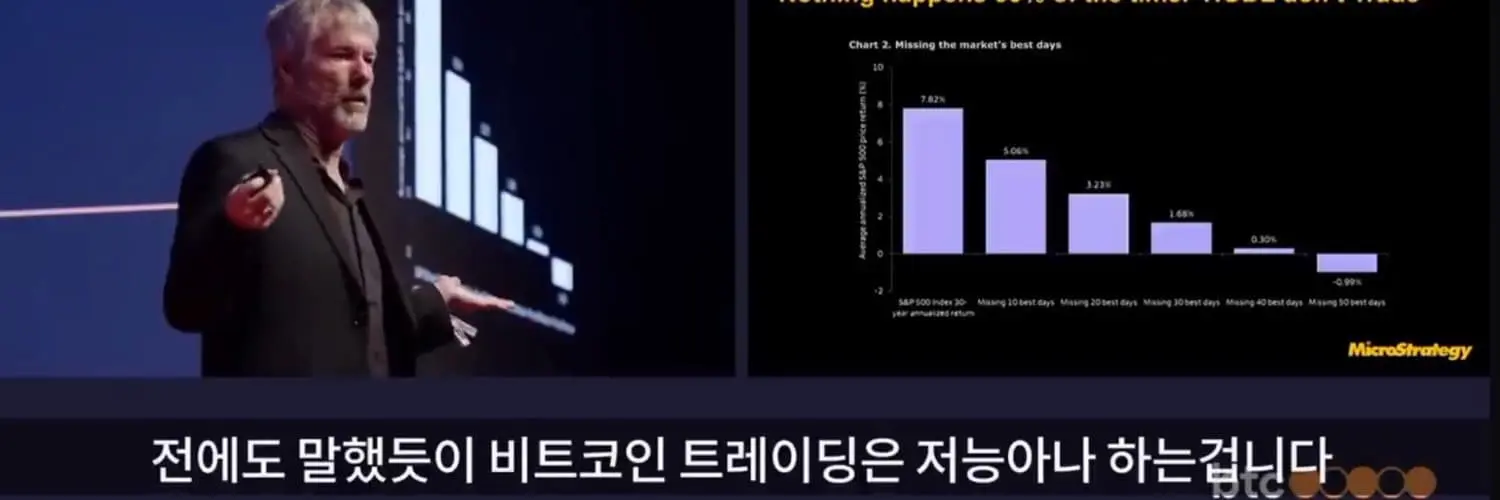 Chart 2. Missing the market's best days
Average annualized S&P 500 price return (%)
10
8
6
4
2
0
-2
7.82%
5.06%
3.23%
1.68%
0.30%
-0.99%
S&P 500 index 30-
year annualized return
Missing 10 best days
Missing 20 best days
Missing 30 best days
Missing 40 best days
Missing 50 best days
MicroStrategy
전에도 말했듯이 비트코인 트레이딩은 저능아나 하는겁니다
btc